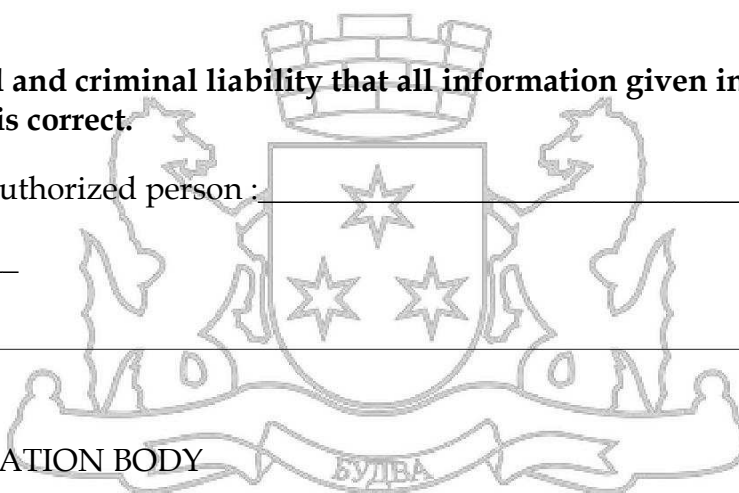 and criminal liability that all information given in
is correct.
uthorized person :
ATION BODY
БУДВА